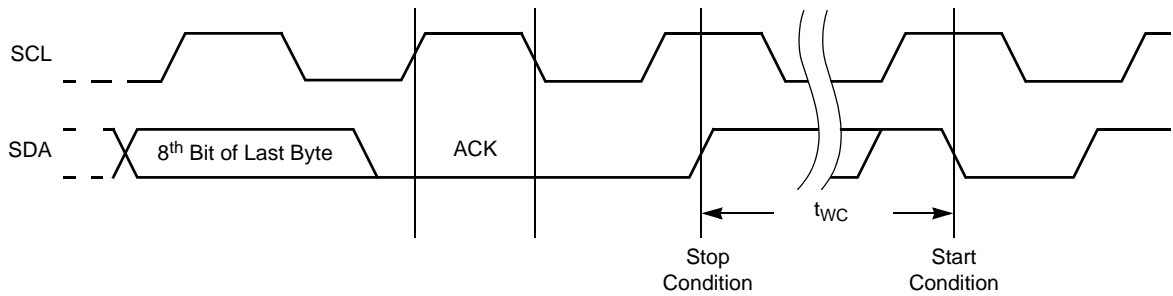 SCL
SDA
8th Bit of Last Byte
ACK
tWC
Stop
Condition
Start
Condition